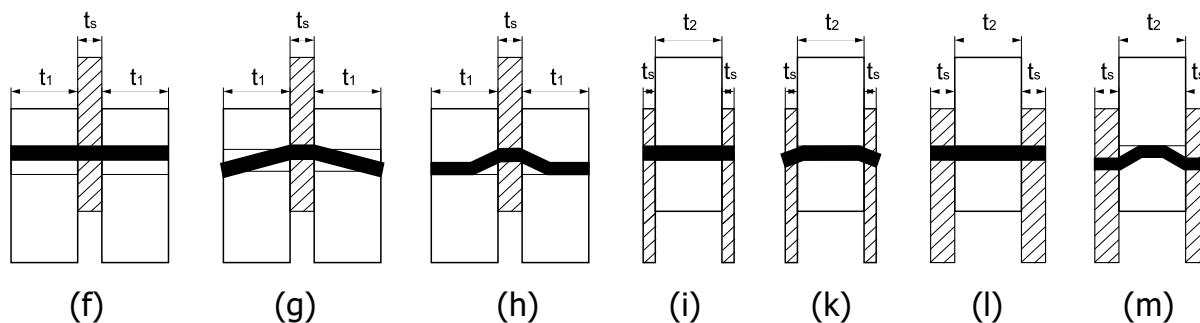 ts ts ts t2 t2 t2 t2
t1 t1 t1 t1 t1 t1 ts ts ts ts ts ts ts ts
(f) (g) (h) (i) (k) (l) (m)